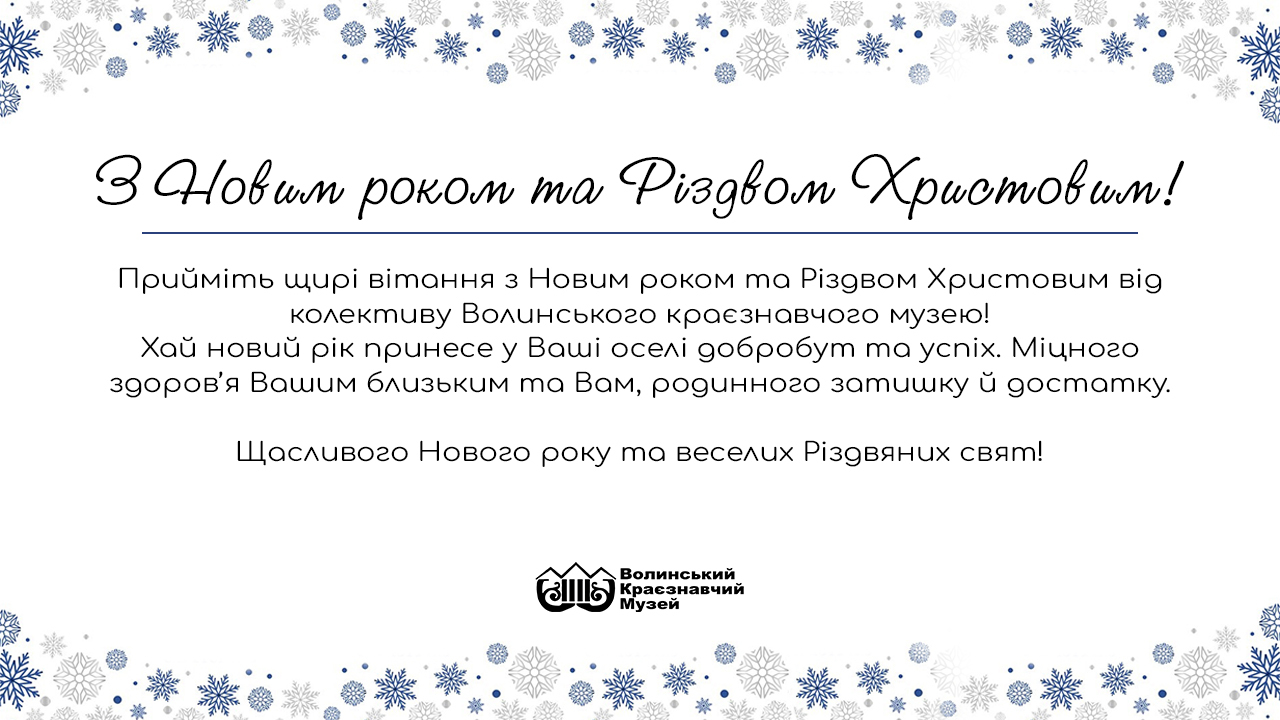 З Новим роком та Різдвом Христовим!
Прийміть щирі вітання з Новим роком та Різдвом Христовим від
колективу Волинського краєзнавчого музею!
Хай новий рік принесе у Ваші оселі добробут та успіх. Міцного
здоров’я Вашим близьким та Вам, родинного затишку й достатку.
Щасливого Нового року та веселих Різдвяних свят!
Волинський
Краєзнавчий
Музей